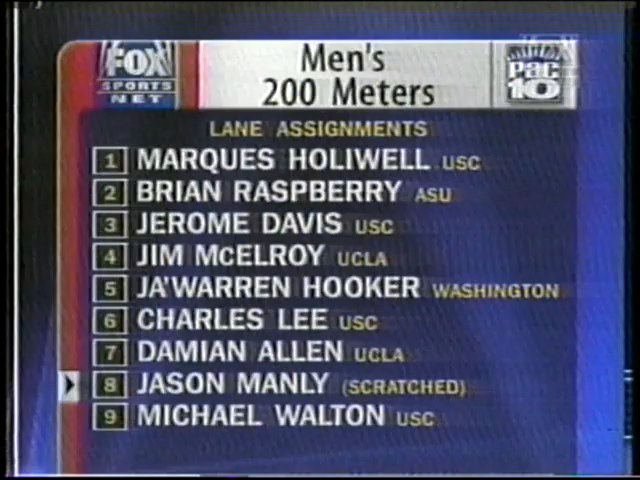 FOX
SPORTS
NET
Men's
200 Meters
PAC
10
LANE ASSIGNMENTS
1 MARQUES HOLIWELL USC
2 BRIAN RASPBERRY ASU
3 JEROME DAVIS USC
4 JIM McELROY UCLA
5 JA'WARREN HOOKER WASHINGTON
6 CHARLES LEE USC
7 DAMIAN ALLEN UCLA
8 JASON MANLY (SCRATCHED)
9 MICHAEL WALTON USC